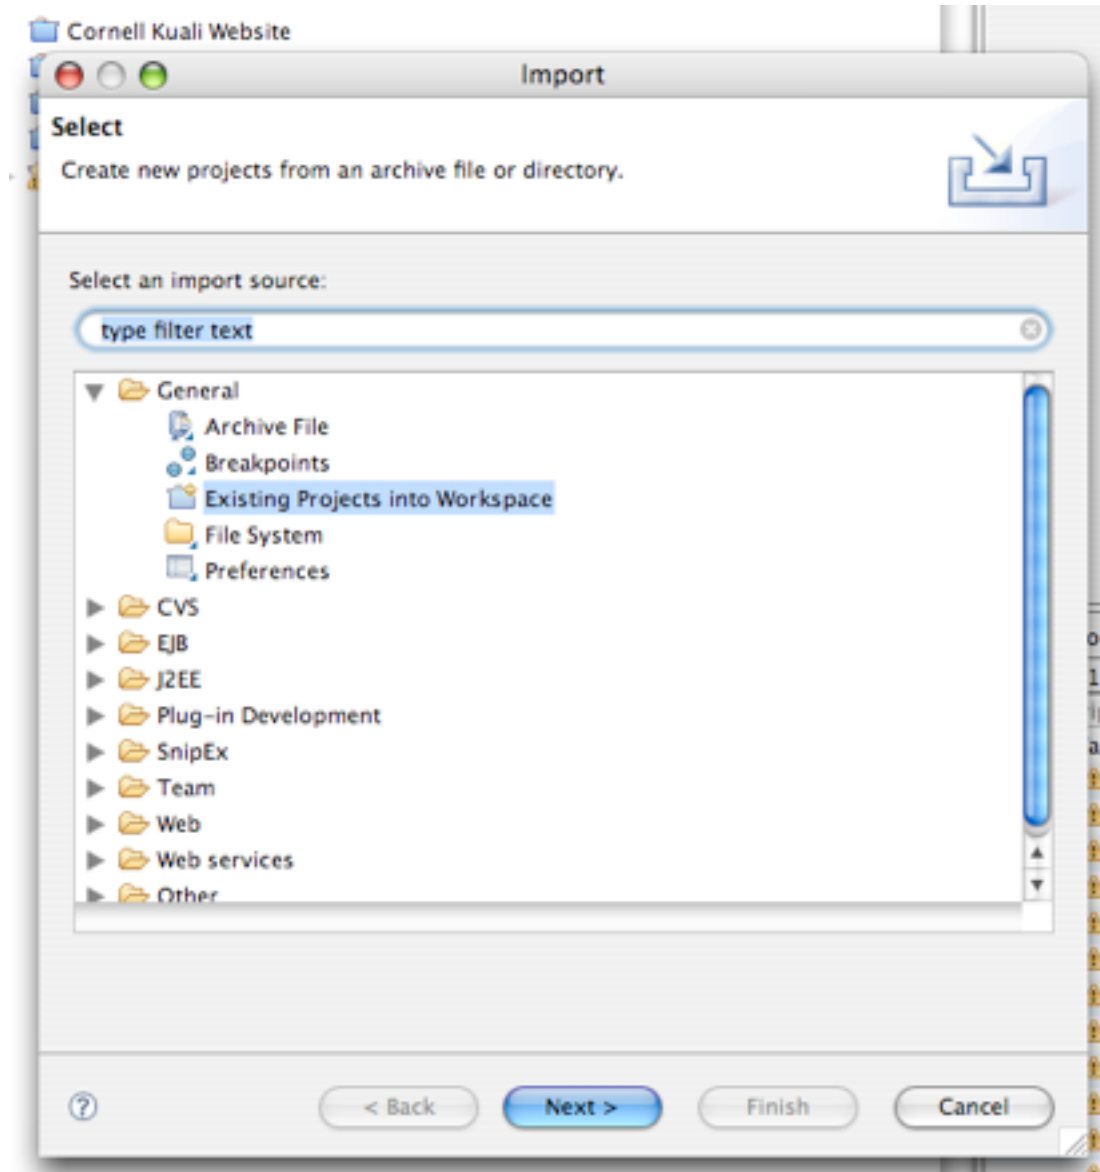 Cornell Kuali Website
Import
Select
Create new projects from an archive file or directory.
Select an import source:
type filter text
General
Archive File
Breakpoints
Existing Projects into Workspace
File System
Preferences
CVS
EJB
J2EE
Plug-in Development
SnipEx
Team
Web
Web services
Other
< Back
Next >
Finish
Cancel